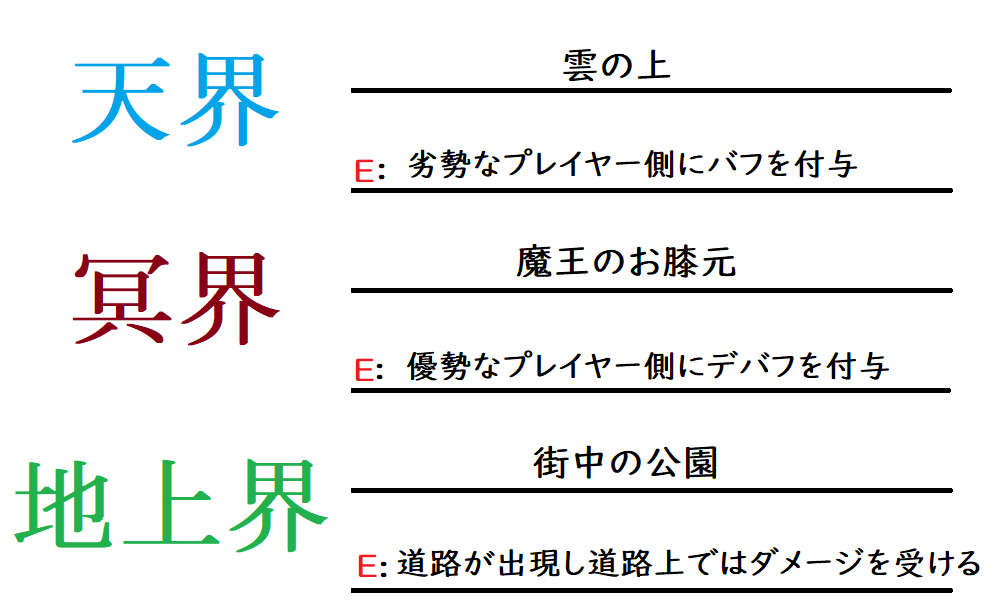 天界
雲の上
E: 劣勢なプレイヤー側にバフを付与
冥界
魔王のお膝元
E: 優勢なプレイヤー側にデバフを付与
地上界
街中の公園
E: 道路が出現し道路上ではダメージを受ける